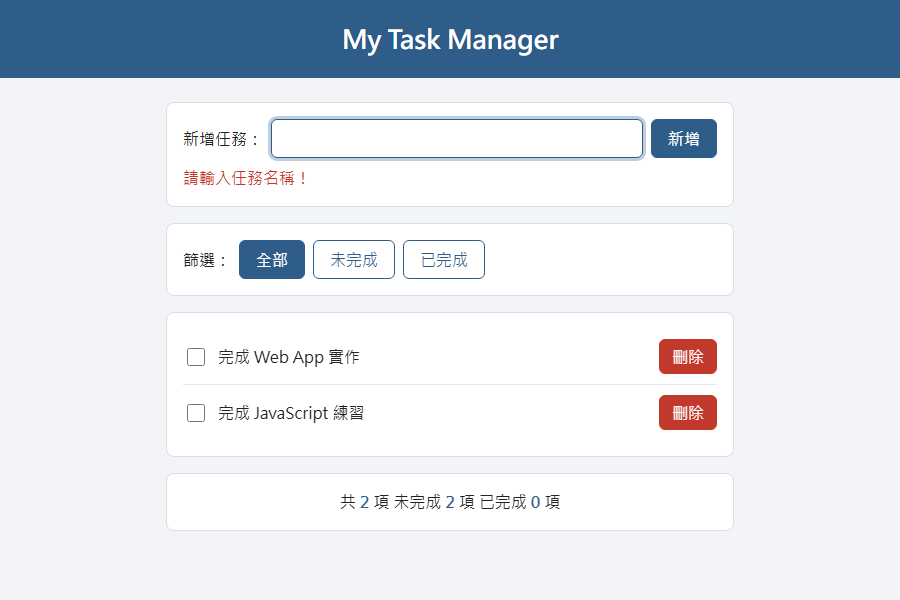 My Task Manager
新增任務： 新增
請輸入任務名稱！
篩選： 全部 未完成 已完成
完成 Web App 實作 刪除
完成 JavaScript 練習 刪除
共 2 項 未完成 2 項 已完成 0 項